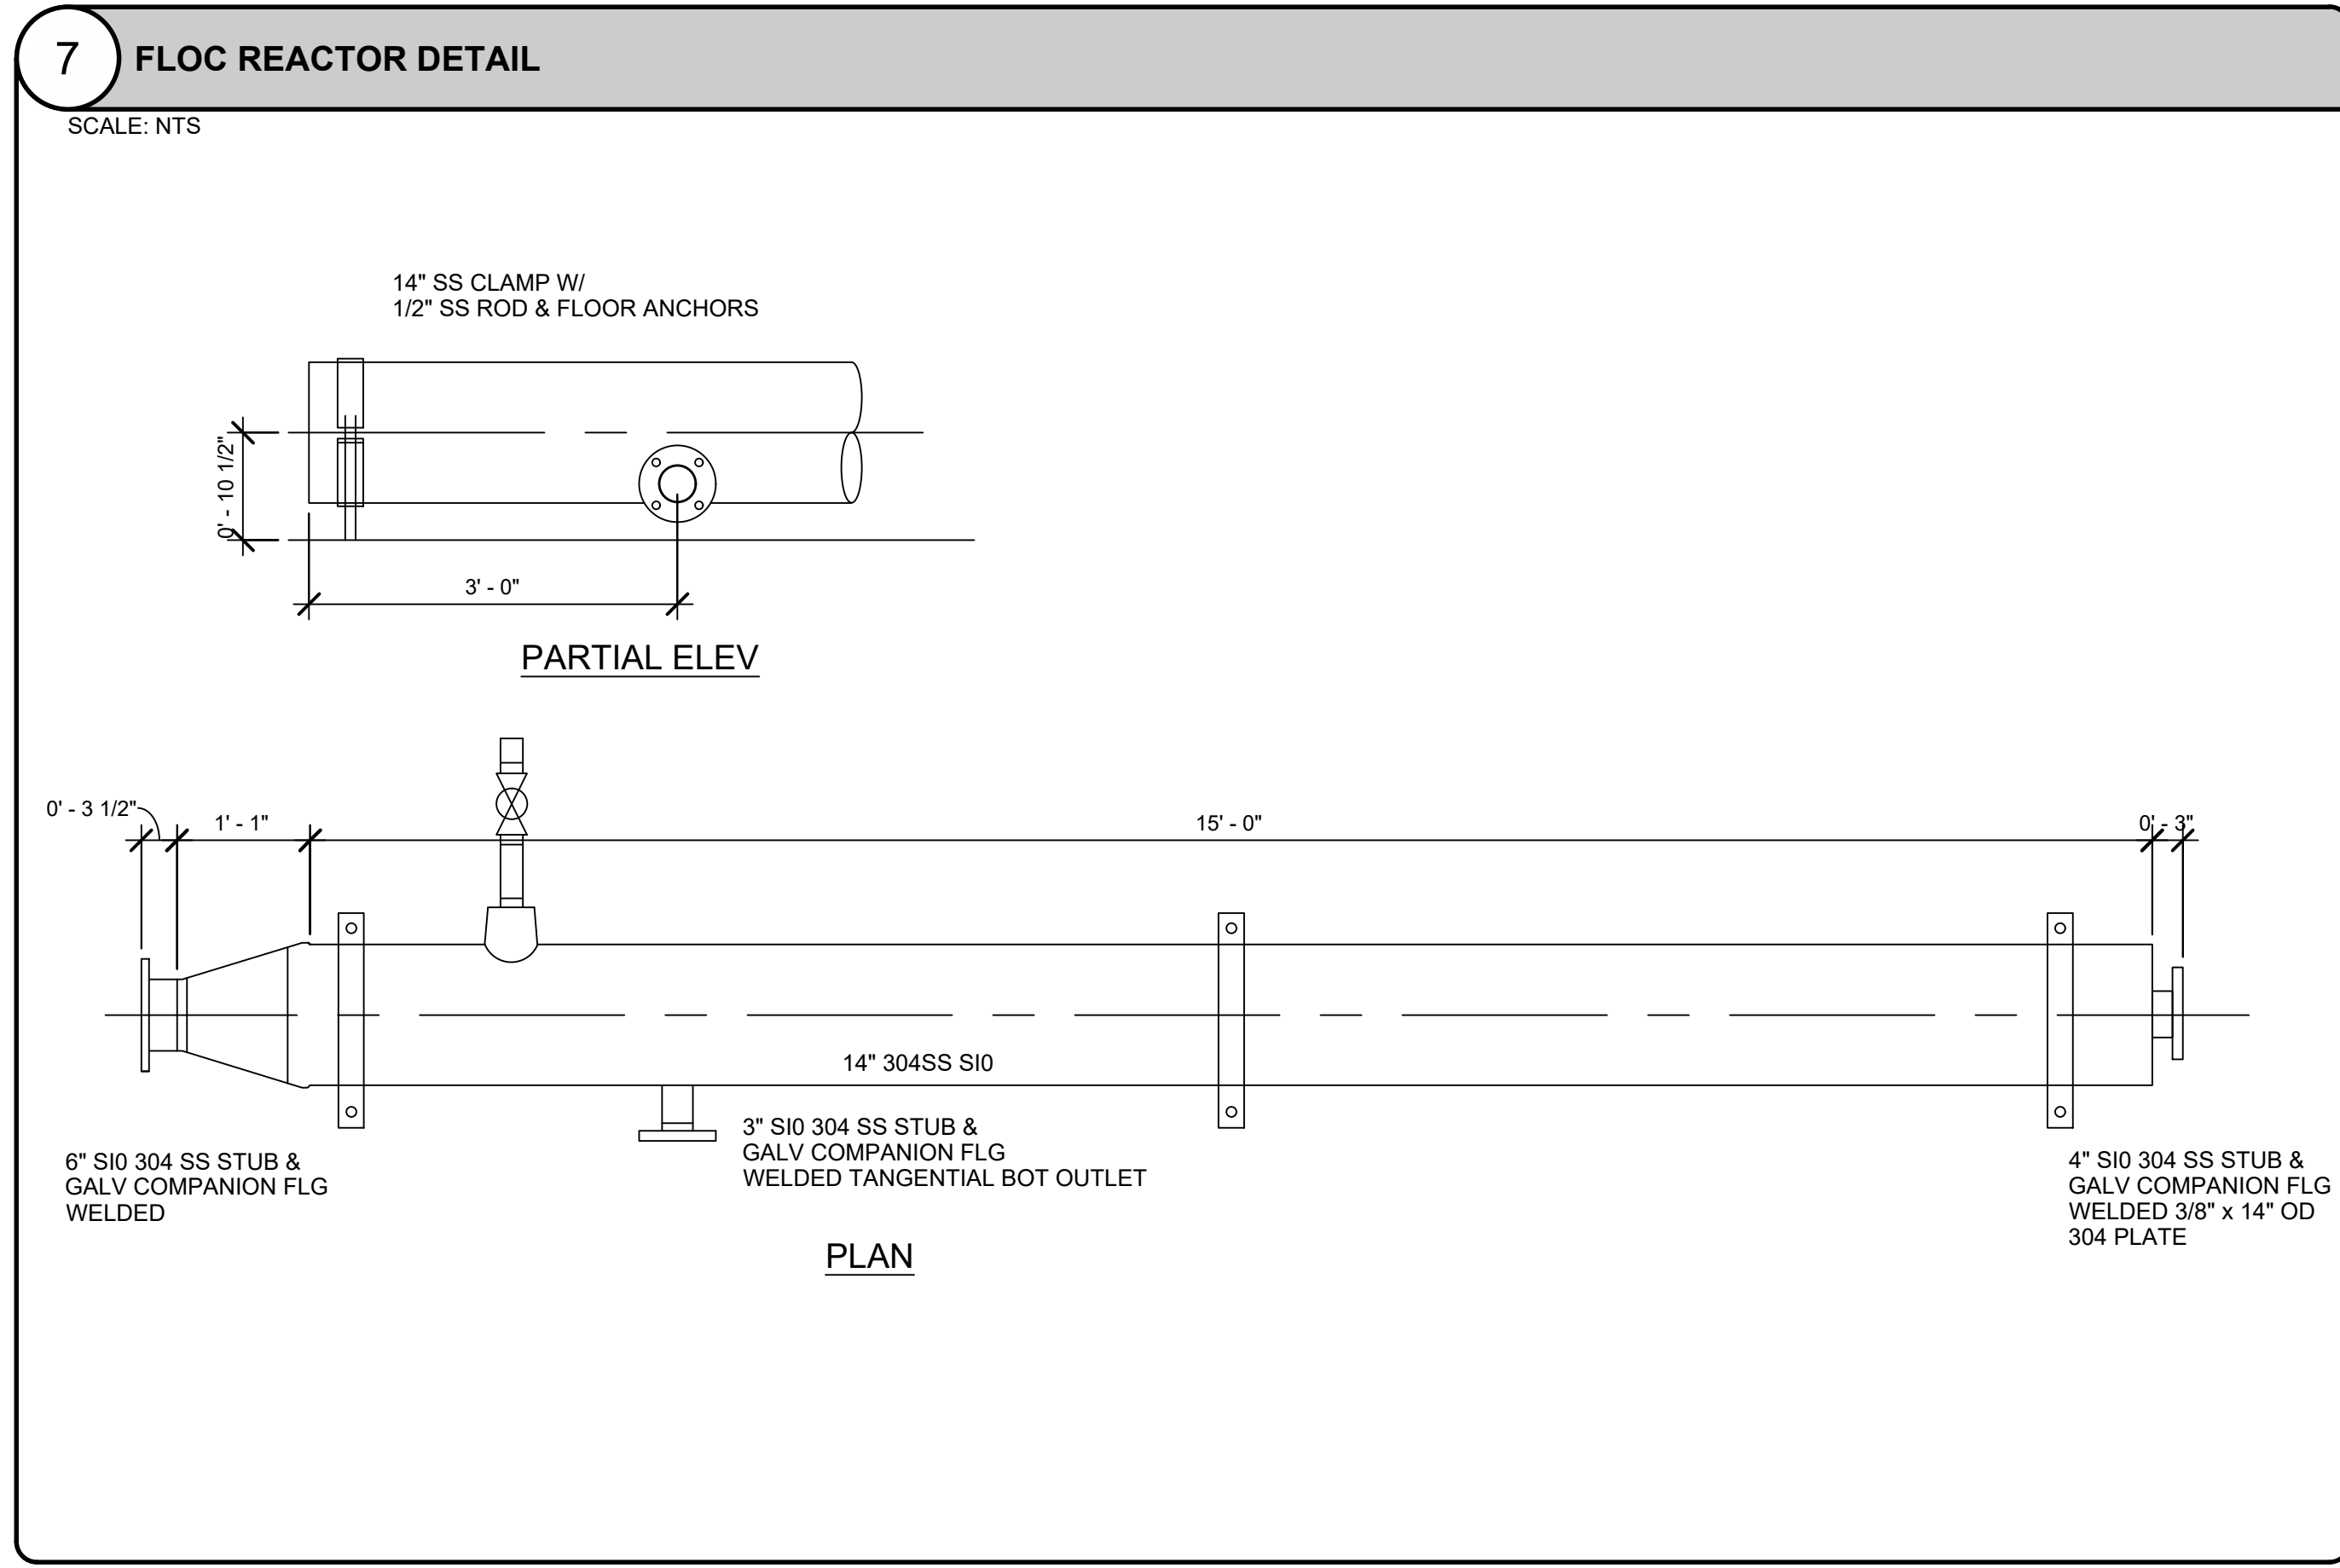 7
FLOC REACTOR DETAIL
SCALE: NTS
14" SS CLAMP W/
1/2" SS ROD & FLOOR ANCHORS
0' - 10 1/2"
3' - 0"
PARTIAL ELEV
0' - 3 1/2"
1' - 1"
15' - 0"
0' - 3"
14" 304SS SI0
6" SI0 304 SS STUB &
GALV COMPANION FLG
WELDED
3" SI0 304 SS STUB &
GALV COMPANION FLG
WELDED TANGENTIAL BOT OUTLET
4" SI0 304 SS STUB &
GALV COMPANION FLG
WELDED 3/8" x 14" OD
304 PLATE
PLAN